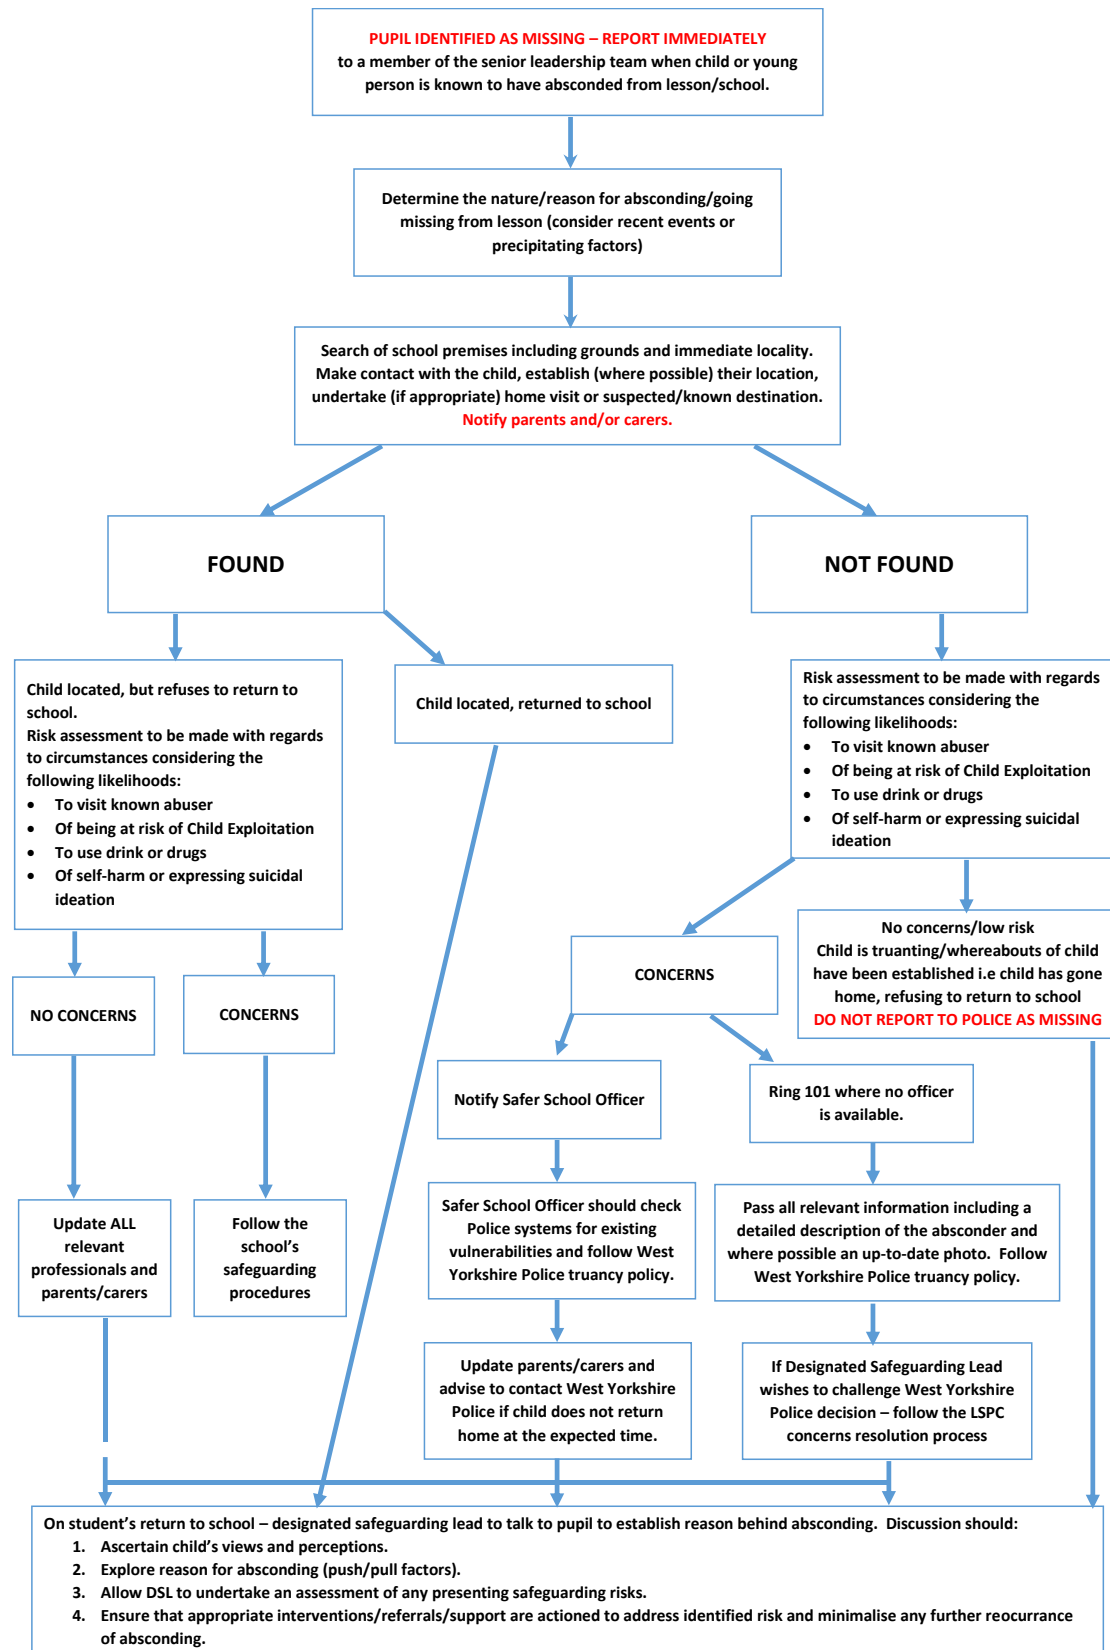 PUPIL IDENTIFIED AS MISSING – REPORT IMMEDIATELY
to a member of the senior leadership team when child or young
person is known to have absconded from lesson/school.
Determine the nature/reason for absconding/going
missing from lesson (consider recent events or
precipitating factors)
Search of school premises including grounds and immediate locality.
Make contact with the child, establish (where possible) their location,
undertake (if appropriate) home visit or suspected/known destination.
Notify parents and/or carers.
FOUND
NOT FOUND
Child located, but refuses to return to
school.
Risk assessment to be made with regards
to circumstances considering the
following likelihoods:
• To visit known abuser
• Of being at risk of Child Exploitation
• To use drink or drugs
• Of self-harm or expressing suicidal
ideation
Child located, returned to school
Risk assessment to be made with regards
to circumstances considering the
following likelihoods:
• To visit known abuser
• Of being at risk of Child Exploitation
• To use drink or drugs
• Of self-harm or expressing suicidal
ideation
NO CONCERNS
CONCERNS
CONCERNS
No concerns/low risk
Child is truanting/whereabouts of child
have been established i.e child has gone
home, refusing to return to school
DO NOT REPORT TO POLICE AS MISSING
Notify Safer School Officer
Ring 101 where no officer
is available.
Update ALL
relevant
professionals and
parents/carers
Follow the
school's
safeguarding
procedures
Safer School Officer should check
Police systems for existing
vulnerabilities and follow West
Yorkshire Police truancy policy.
Pass all relevant information including a
detailed description of the absconder and
where possible an up-to-date photo.  Follow
West Yorkshire Police truancy policy.
Update parents/carers and
advise to contact West Yorkshire
Police if child does not return
home at the expected time.
If Designated Safeguarding Lead
wishes to challenge West Yorkshire
Police decision – follow the LSPC
concerns resolution process
On student's return to school – designated safeguarding lead to talk to pupil to establish reason behind absconding.  Discussion should:
1. Ascertain child's views and perceptions.
2. Explore reason for absconding (push/pull factors).
3. Allow DSL to undertake an assessment of any presenting safeguarding risks.
4. Ensure that appropriate interventions/referrals/support are actioned to address identified risk and minimalise any further reocurrance
of absconding.